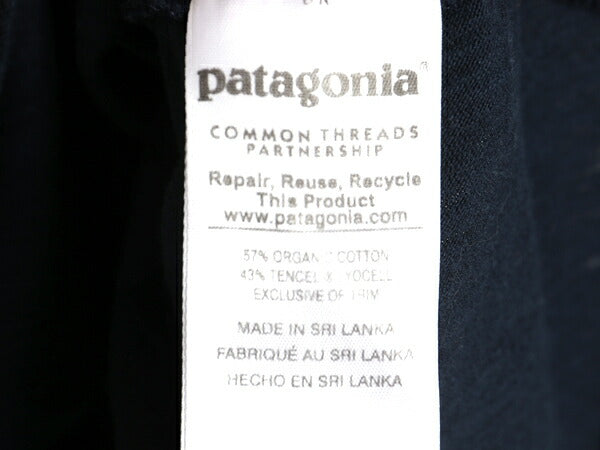 patagonia®
COMMON THREADS
PARTNERSHIP
Repair, Reuse, Recycle
This Product
www.patagonia.com
57% ORGANIC COTTON
43% TENCEL® LYOCELL
EXCLUSIVE OF TRIM
MADE IN SRI LANKA
FABRIQUÉ AU SRI LANKA
HECHO EN SRI LANKA